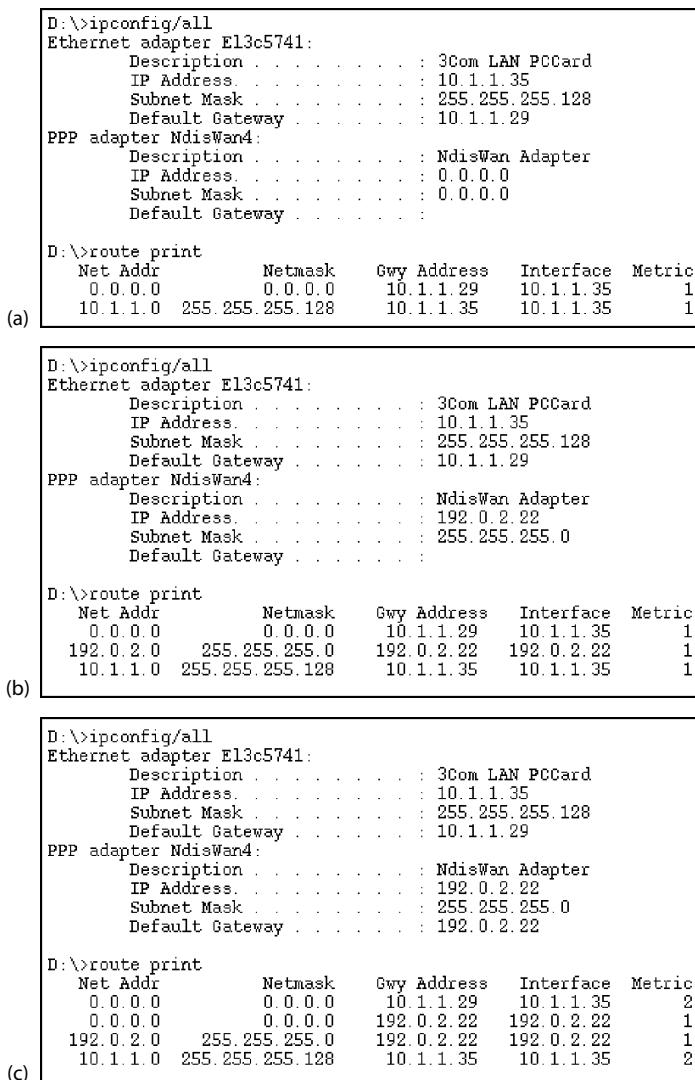 D:\>ipconfig/all
Ethernet adapter El3c5741:
Description . . . . . . . . : 3Com LAN PCCard
IP Address. . . . . . . . . : 10.1.1.35
Subnet Mask . . . . . . . . : 255.255.255.128
Default Gateway . . . . . . : 10.1.1.29
PPP adapter NdisWan4:
Description . . . . . . . . : NdisWan Adapter
IP Address. . . . . . . . . : 0.0.0.0
Subnet Mask . . . . . . . . : 0.0.0.0
Default Gateway . . . . . . :
D:\>route print
Net Addr Netmask Gwy Address Interface Metric
0.0.0.0 0.0.0.0 10.1.1.29 10.1.1.35 1
10.1.1.0 255.255.255.128 10.1.1.35 10.1.1.35 1
(a)
D:\>ipconfig/all
Ethernet adapter El3c5741:
Description . . . . . . . . : 3Com LAN PCCard
IP Address. . . . . . . . . : 10.1.1.35
Subnet Mask . . . . . . . . : 255.255.255.128
Default Gateway . . . . . . : 10.1.1.29
PPP adapter NdisWan4:
Description . . . . . . . . : NdisWan Adapter
IP Address. . . . . . . . . : 192.0.2.22
Subnet Mask . . . . . . . . : 255.255.255.0
Default Gateway . . . . . . :
D:\>route print
Net Addr Netmask Gwy Address Interface Metric
0.0.0.0 0.0.0.0 10.1.1.29 10.1.1.35 1
192.0.2.0 255.255.255.0 192.0.2.22 192.0.2.22 1
10.1.1.0 255.255.255.128 10.1.1.35 10.1.1.35 1
(b)
D:\>ipconfig/all
Ethernet adapter El3c5741:
Description . . . . . . . . : 3Com LAN PCCard
IP Address. . . . . . . . . : 10.1.1.35
Subnet Mask . . . . . . . . : 255.255.255.128
Default Gateway . . . . . . : 10.1.1.29
PPP adapter NdisWan4:
Description . . . . . . . . : NdisWan Adapter
IP Address. . . . . . . . . : 192.0.2.22
Subnet Mask . . . . . . . . : 255.255.255.0
Default Gateway . . . . . . : 192.0.2.22
D:\>route print
Net Addr Netmask Gwy Address Interface Metric
0.0.0.0 0.0.0.0 10.1.1.29 10.1.1.35 2
0.0.0.0 0.0.0.0 192.0.2.22 192.0.2.22 1
192.0.2.0 255.255.255.0 192.0.2.22 192.0.2.22 1
10.1.1.0 255.255.255.128 10.1.1.35 10.1.1.35 2
(c)